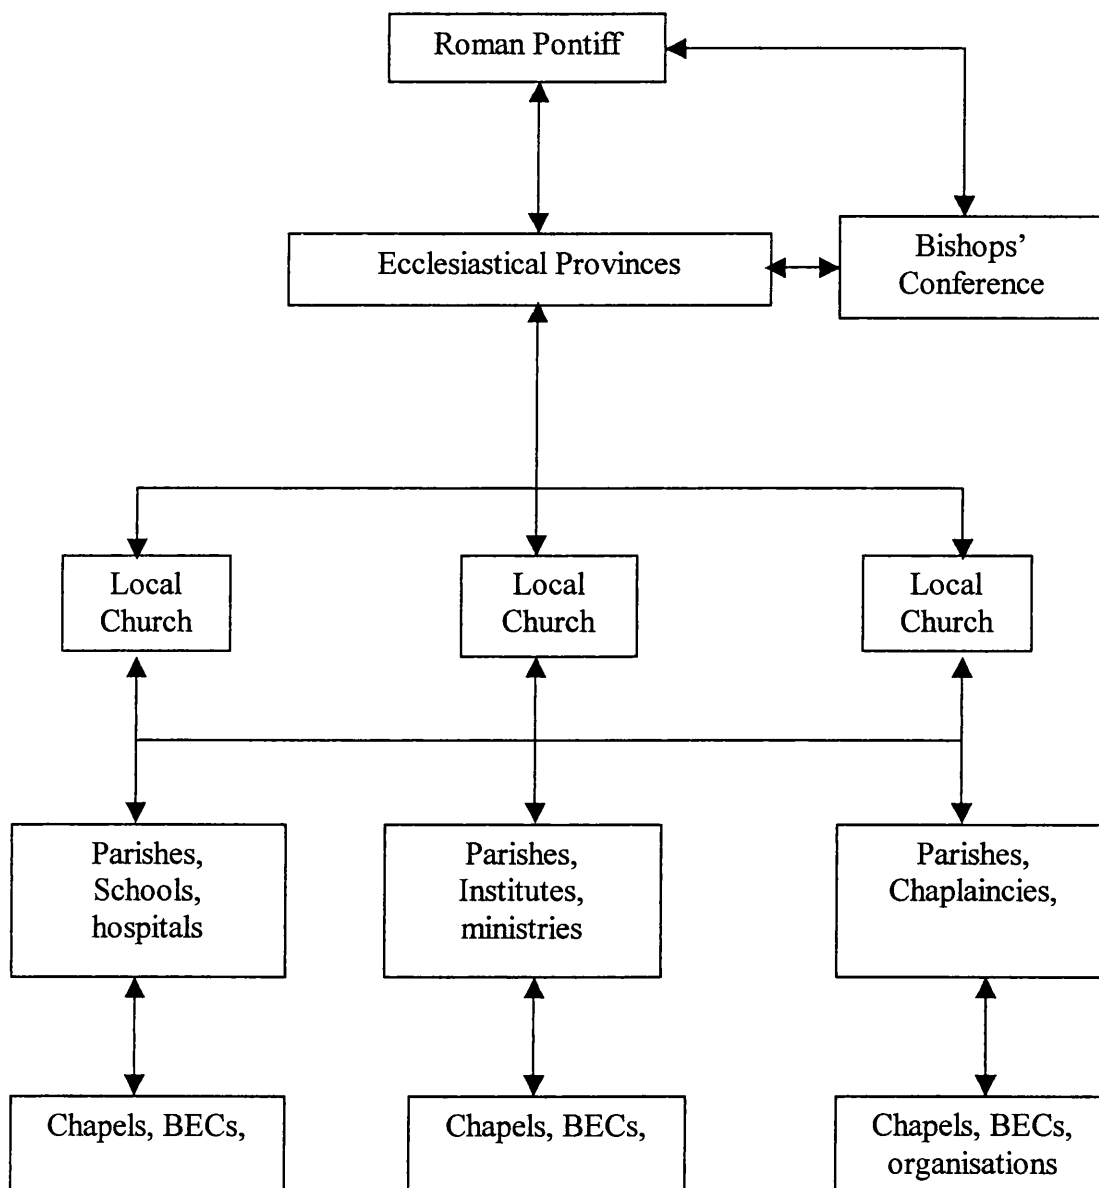 Roman Pontiff
Ecclesiastical Provinces
Bishops’
Conference
Local
Church
Local
Church
Local
Church
Parishes,
Schools,
hospitals
Parishes,
Institutes,
ministries
Parishes,
Chaplaincies,
Chapels, BECs,
Chapels, BECs,
Chapels, BECs,
organisations